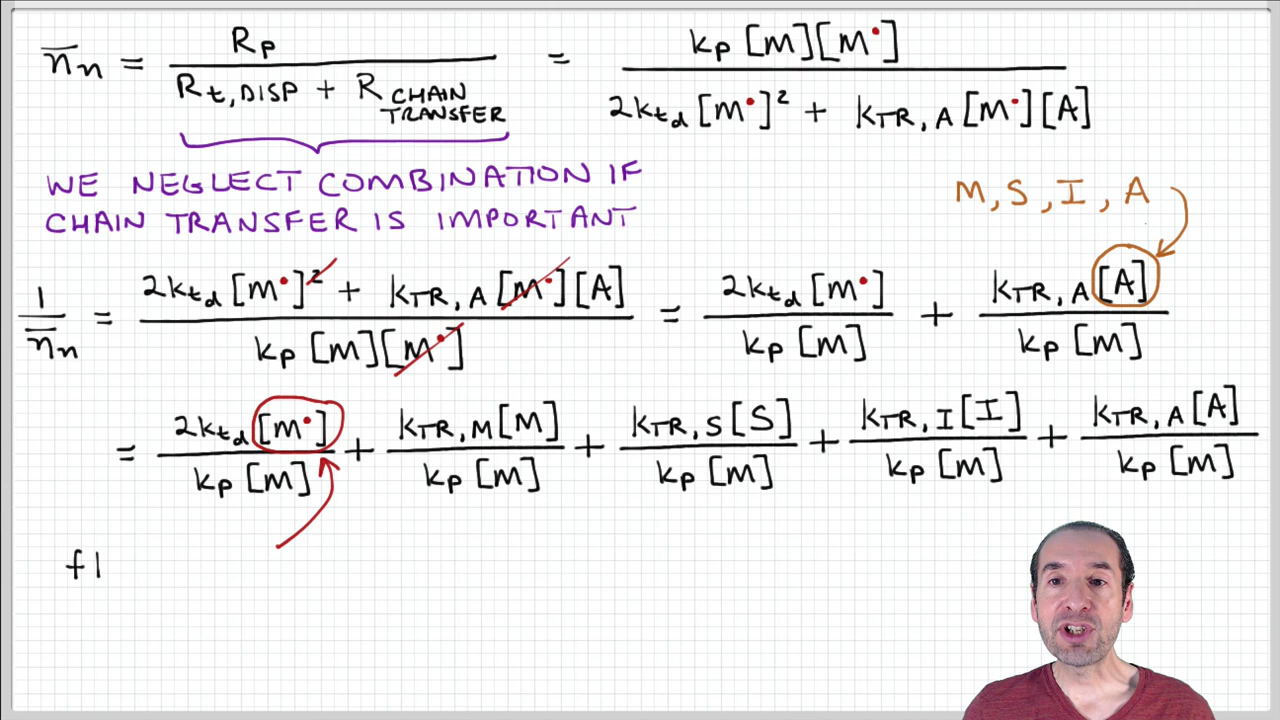 n̄n = Rp / (Rt,DISP + R CHAIN TRANSFER) = kp [M][M•] / (2ktd [M•]² + kTR,A [M•][A])
WE NEGLECT COMBINATION IF
CHAIN TRANSFER IS IMPORTANT
M, S, I, A
1 / n̄n = (2ktd [M•]² + kTR,A [M•][A]) / (kp [M][M•]) = 2ktd [M•] / kp [M] + kTR,A [A] / kp [M]
= 2ktd [M•] / kp [M] + kTR,M [M] / kp [M] + kTR,S [S] / kp [M] + kTR,I [I] / kp [M] + kTR,A [A] / kp [M]